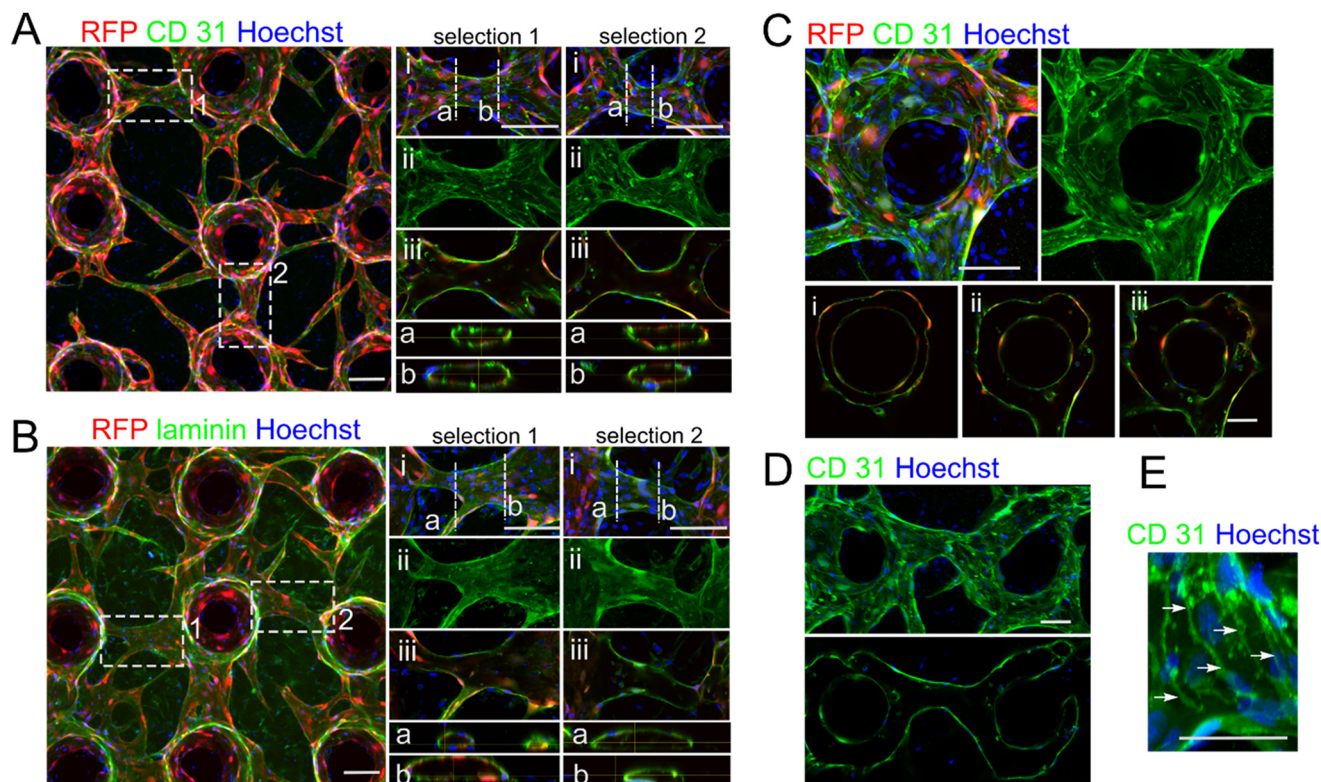 A
RFP CD 31 Hoechst
selection 1
selection 2
1
2
i
a
b
i
a
b
ii
ii
iii
iii
a
a
b
b
B
RFP laminin Hoechst
selection 1
selection 2
1
2
i
a
b
i
a
b
ii
ii
iii
iii
a
a
b
b
C
RFP CD 31 Hoechst
i
ii
iii
D
CD 31 Hoechst
E
CD 31 Hoechst